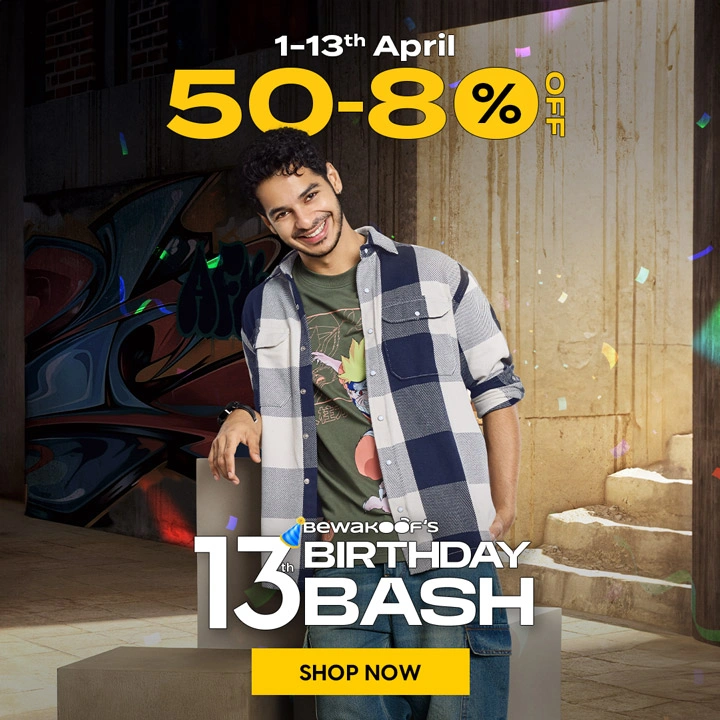 1–13th April
50-80% OFF
BEWAKOOF'S
13th BIRTHDAY
BASH
SHOP NOW